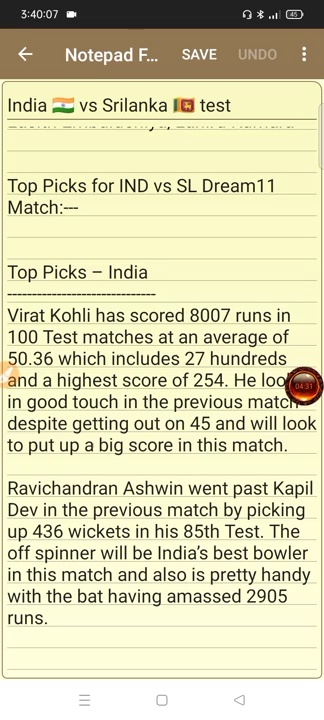 3:40:07
45
Notepad F... SAVE UNDO
India 🇮🇳 vs Srilanka 🇱🇰 test
Top Picks for IND vs SL Dream11
Match:---
Top Picks – India
-----------------------------
Virat Kohli has scored 8007 runs in
100 Test matches at an average of
50.36 which includes 27 hundreds
and a highest score of 254. He loo
in good touch in the previous match
despite getting out on 45 and will look
to put up a big score in this match.
04:31
Ravichandran Ashwin went past Kapil
Dev in the previous match by picking
up 436 wickets in his 85th Test. The
off spinner will be India's best bowler
in this match and also is pretty handy
with the bat having amassed 2905
runs.